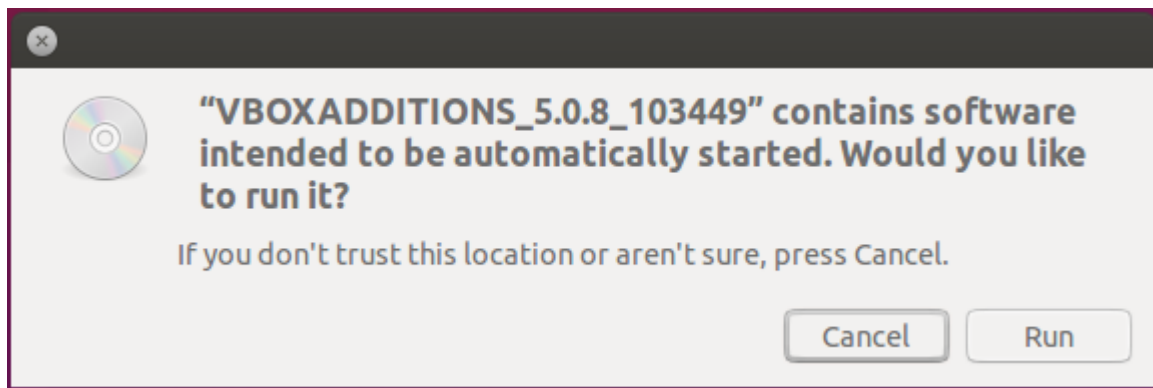 “VBOXADDITIONS_5.0.8_103449” contains software
intended to be automatically started. Would you like
to run it?
If you don't trust this location or aren't sure, press Cancel.
Cancel Run